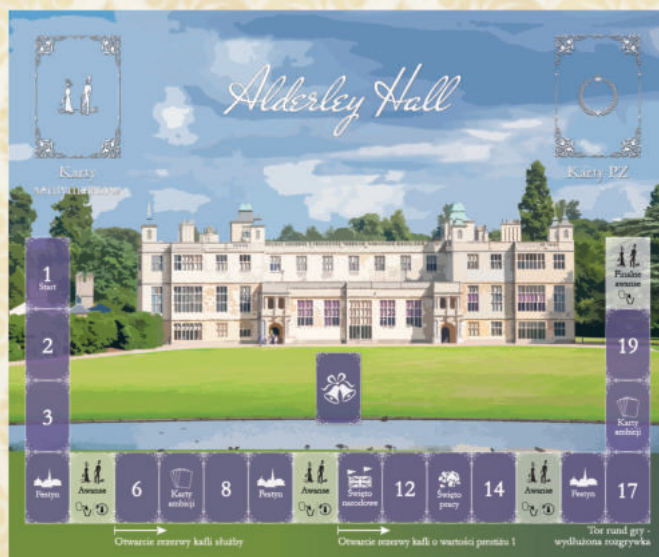 Alderley Hall
Karty
Karty PZ
1
Start
2
3
Festyn
Awanse
6
Karty
ambicji
8
Festyn
Awanse
Święto
narodowe
12
Święto
pracy
14
Awanse
Festyn
17
Karty
ambicji
19
Finalne
awanse
Otwarcie rezerwy kafli służby
Otwarcie rezerwy kafli o wartości prestiżu 1
Tor rund gry -
wydłużona rozgrywka